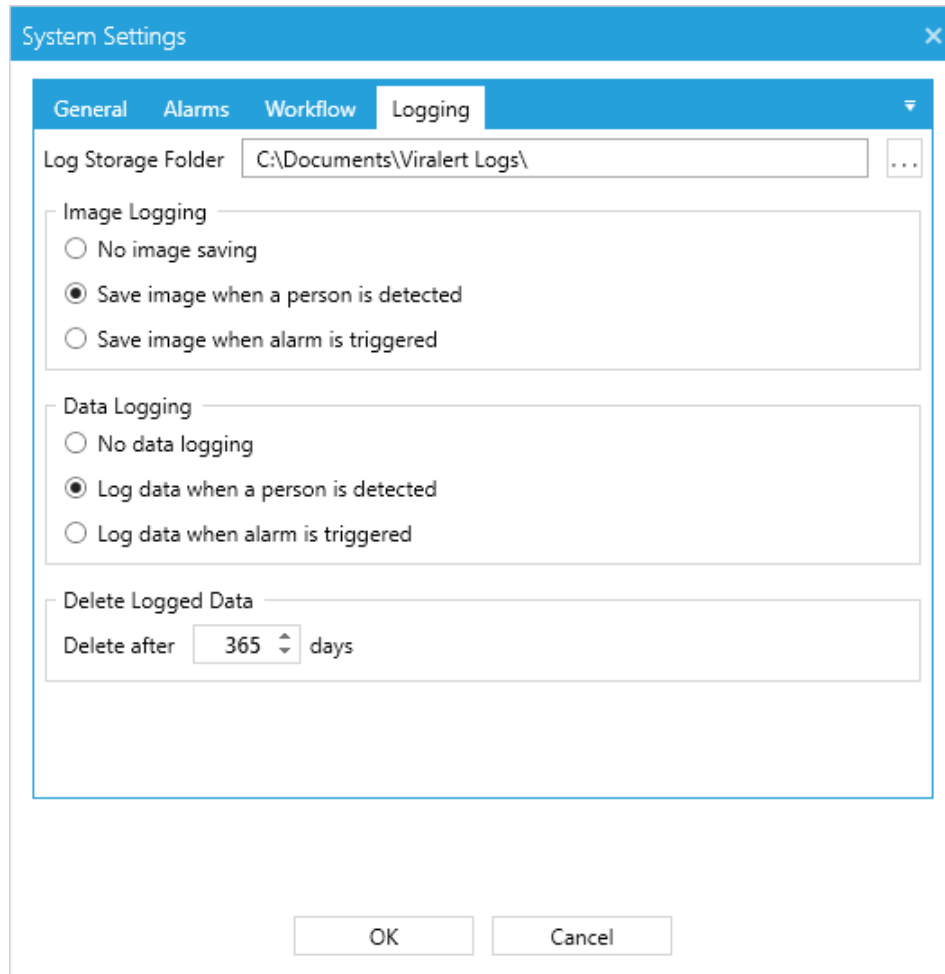 System Settings
General Alarms Workflow Logging
Log Storage Folder C:\Documents\Viralert Logs\ ...
Image Logging
No image saving
Save image when a person is detected
Save image when alarm is triggered
Data Logging
No data logging
Log data when a person is detected
Log data when alarm is triggered
Delete Logged Data
Delete after 365 days
OK Cancel